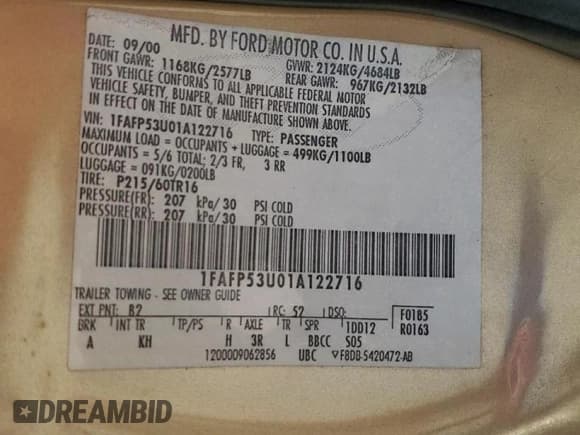 MFD. BY FORD MOTOR CO. IN U.S.A.
DATE: 09/00 GVWR: 2124KG/4684LB
FRONT GAWR: 1168KG/2577LB REAR GAWR: 967KG/2132LB
THIS VEHICLE CONFORMS TO ALL APPLICABLE FEDERAL MOTOR
VEHICLE SAFETY, BUMPER, AND THEFT PREVENTION STANDARDS
IN EFFECT ON THE DATE OF MANUFACTURE SHOWN ABOVE.
VIN: 1FAFP53U01A122716 TYPE: PASSENGER
MAXIMUM LOAD = OCCUPANTS + LUGGAGE = 499KG/1100LB
OCCUPANTS = 5/6 TOTAL: 2/3 FR, 3 RR
LUGGAGE = 091KG/0200LB
TIRE: P215/60TR16
PRESSURE(FR): 207 kPa/30 PSI COLD
PRESSURE(RR): 207 kPa/30 PSI COLD
1FAFP53U01A122716
TRAILER TOWING - SEE OWNER GUIDE
EXT PNT: B2 RC: 52 DSO: F0185
BRK INT TR TP/PS R AXLE TR SPR 1DD12 R0163
A KH H 3R L BBCC S05
1200009062856 UBC ▽F8DB-5420472-AB
DREAMBID